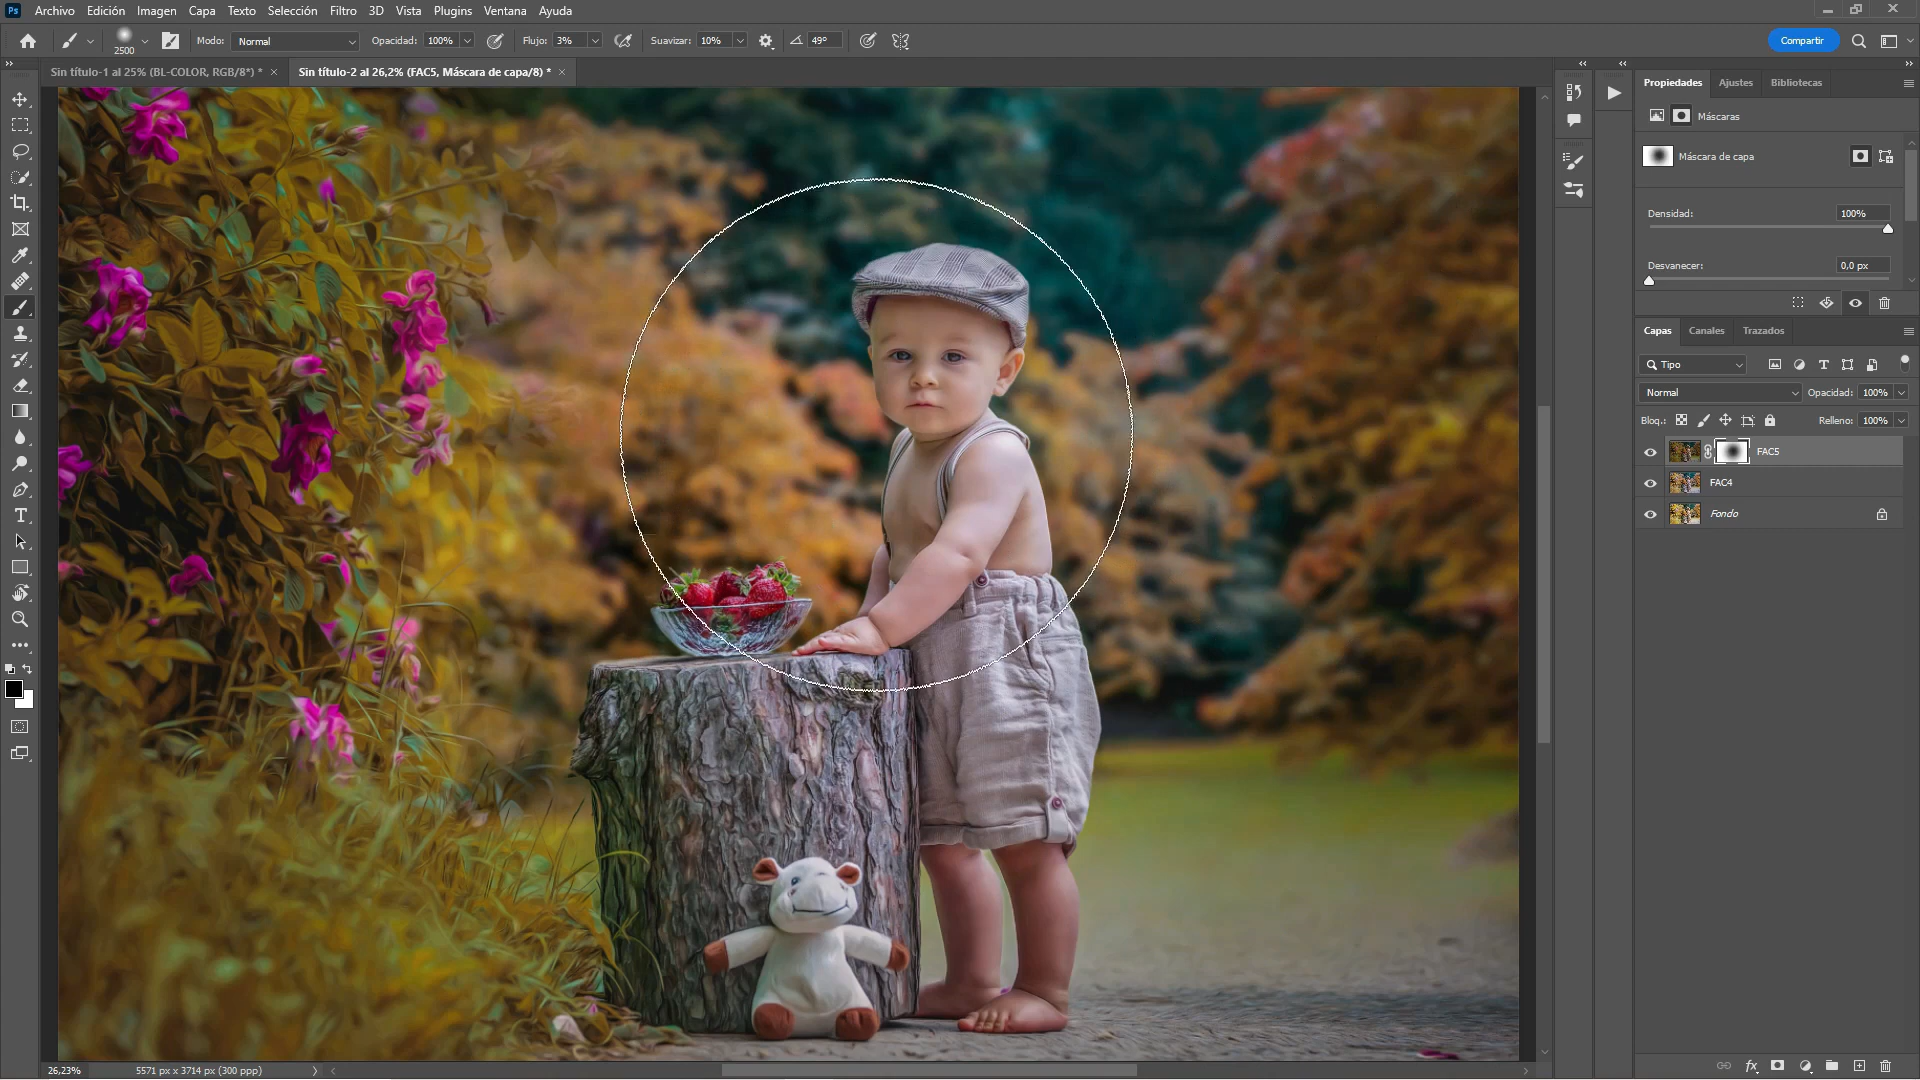 Ps Archivo Edición Imagen Capa Texto Selección Filtro 3D Vista Plugins Ventana Ayuda
2500 Modo: Normal Opacidad: 100% Flujo: 3% Suavizar: 10% 49° Compartir
Sin título-1 al 25% (BL-COLOR, RGB/8*) * × Sin título-2 al 26,2% (FAC5, Máscara de capa/8) * ×
Propiedades Ajustes Bibliotecas
Máscaras
Máscara de capa
Densidad: 100%
Desvanecer: 0,0 px
Capas Canales Trazados
Tipo
Normal Opacidad: 100%
Bloq.: Relleno: 100%
FAC5
FAC4
Fondo
26,23% 5571 px x 3714 px (300 ppp)